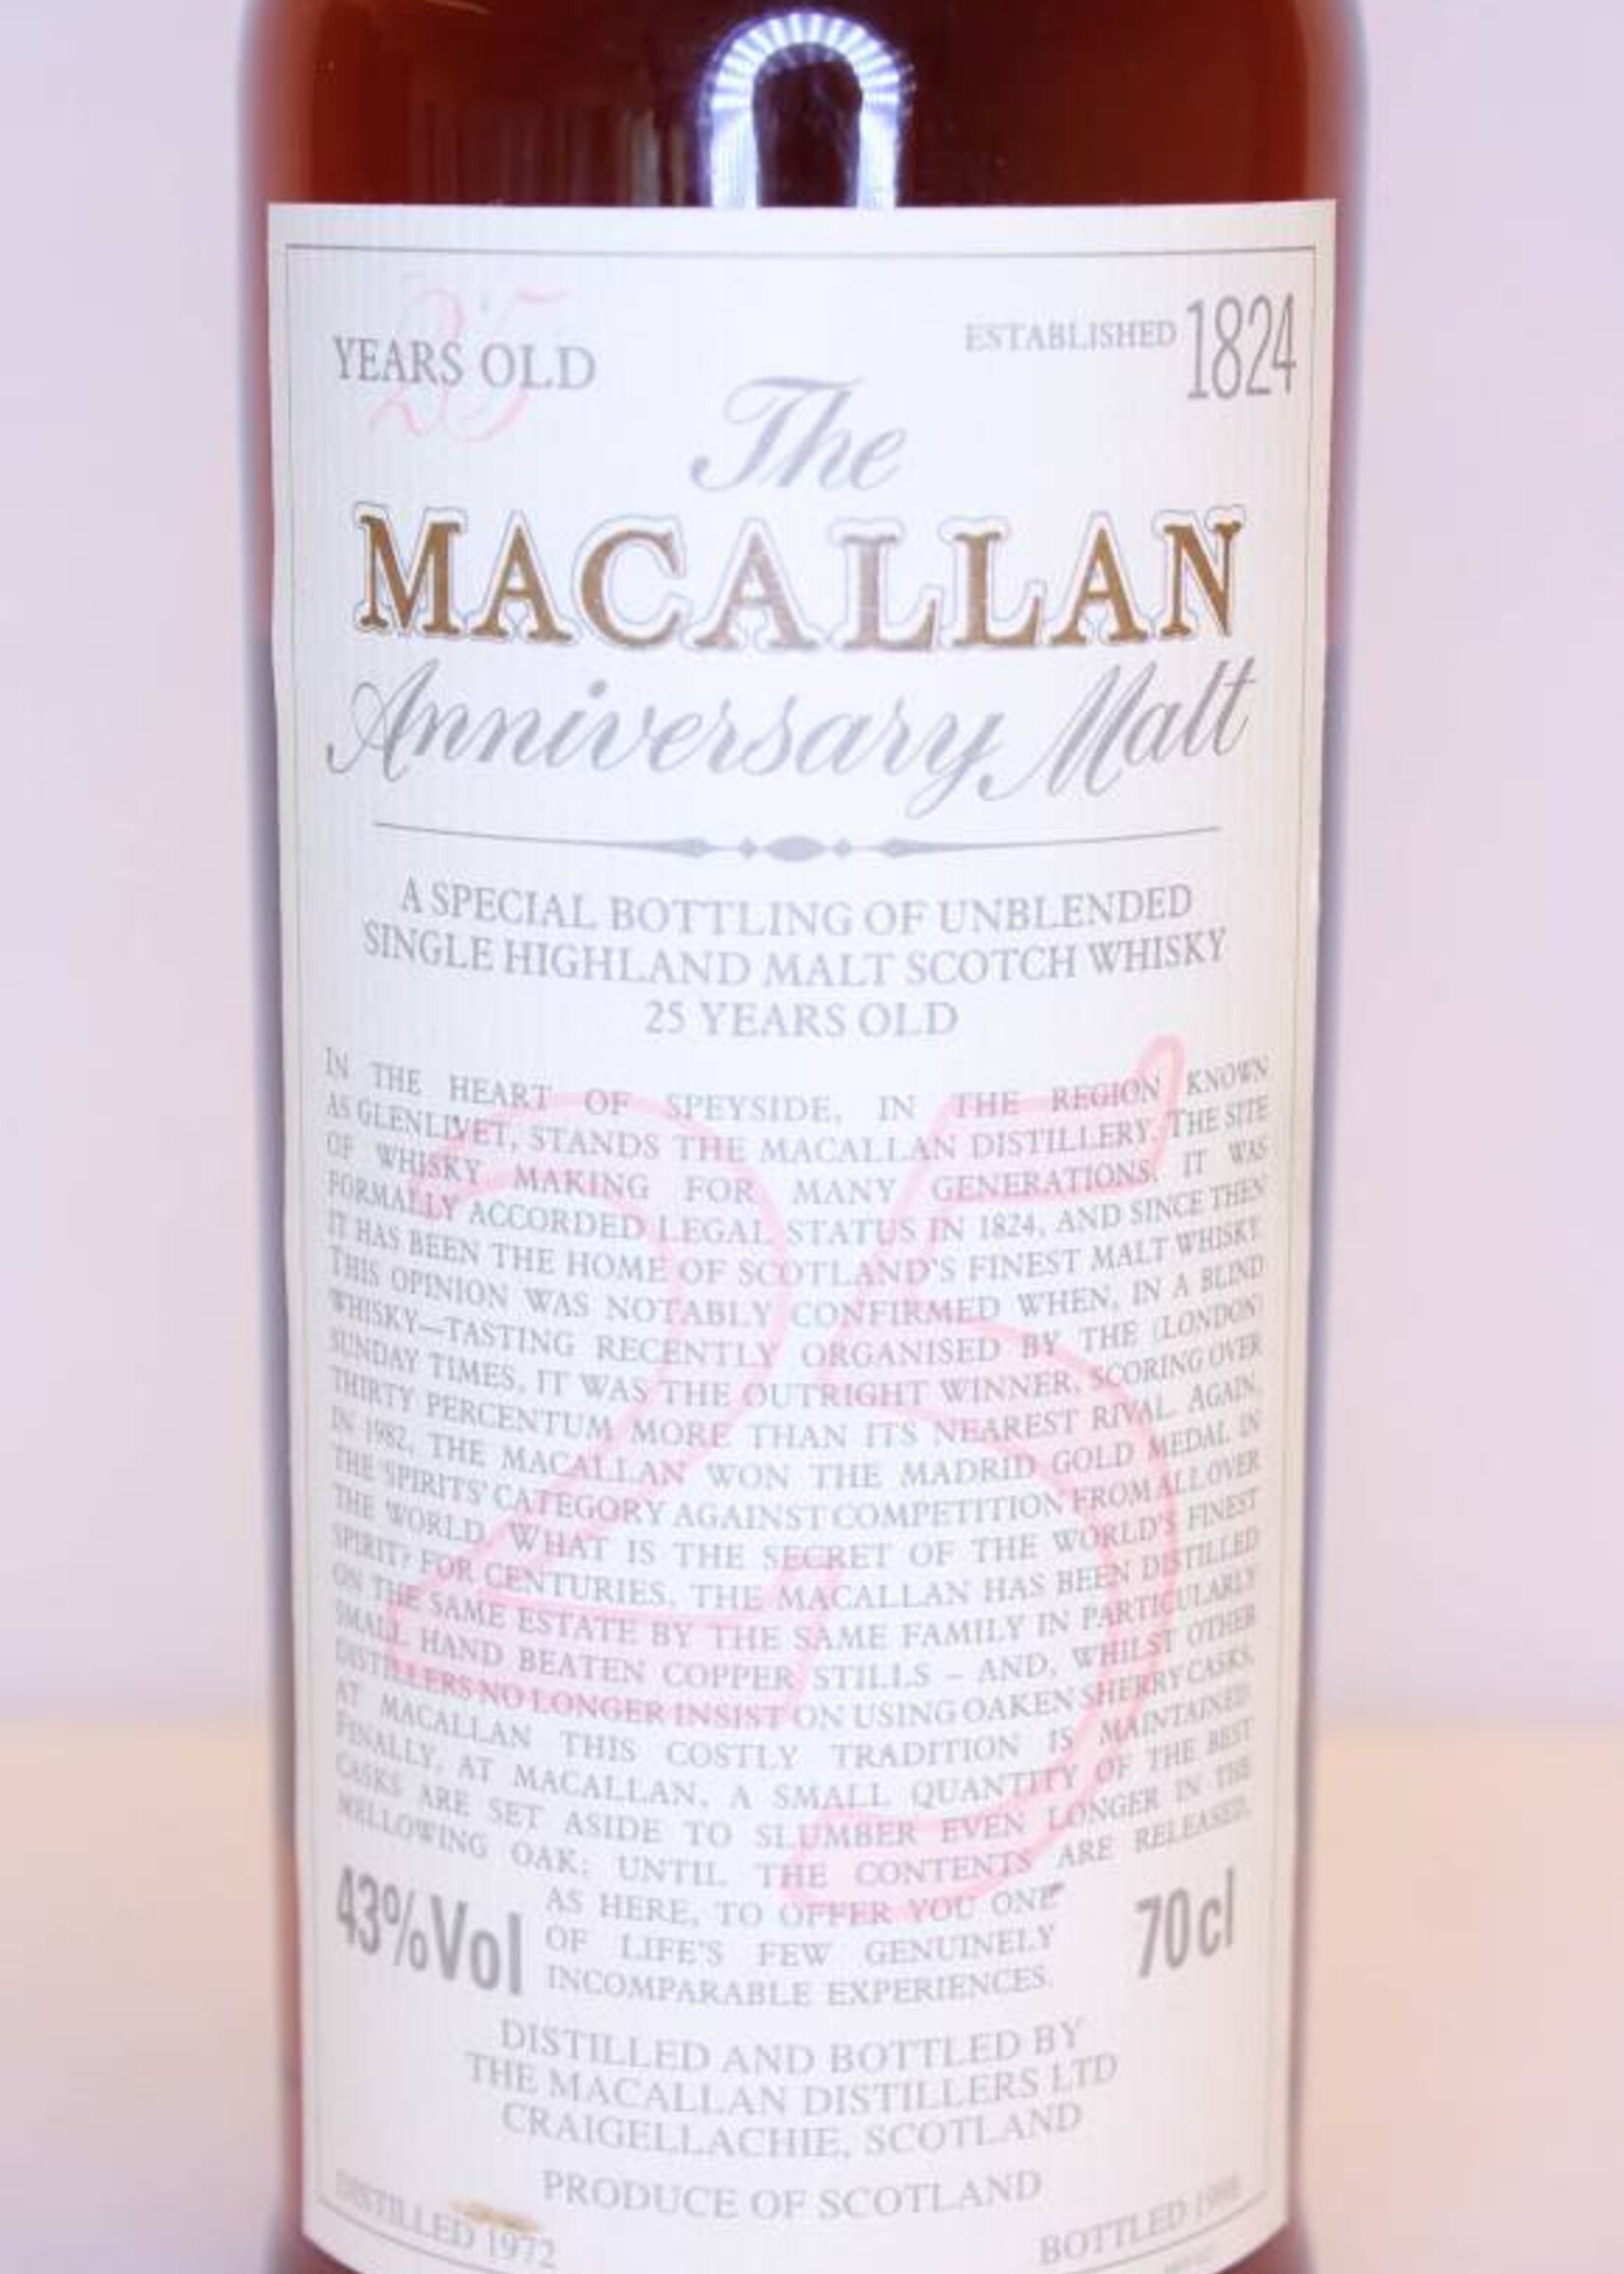 25
YEARS OLD
ESTABLISHED 1824
The
MACALLAN
Anniversary Malt
A SPECIAL BOTTLING OF UNBLENDED
SINGLE HIGHLAND MALT SCOTCH WHISKY
25 YEARS OLD
25
IN THE HEART OF SPEYSIDE, IN THE REGION KNOWN
AS GLENLIVET, STANDS THE MACALLAN DISTILLERY. THE SITE
OF WHISKY MAKING FOR MANY GENERATIONS, IT WAS
FORMALLY ACCORDED LEGAL STATUS IN 1824, AND SINCE THEN
IT HAS BEEN THE HOME OF SCOTLAND'S FINEST MALT WHISKY.
THIS OPINION WAS NOTABLY CONFIRMED WHEN, IN A BLIND
WHISKY—TASTING RECENTLY ORGANISED BY THE (LONDON)
SUNDAY TIMES, IT WAS THE OUTRIGHT WINNER, SCORING OVER
THIRTY PERCENTUM MORE THAN ITS NEAREST RIVAL. AGAIN,
IN 1982, THE MACALLAN WON THE MADRID GOLD MEDAL IN
THE 'SPIRITS' CATEGORY AGAINST COMPETITION FROM ALL OVER
THE WORLD. WHAT IS THE SECRET OF THE WORLD'S FINEST
SPIRIT? FOR CENTURIES, THE MACALLAN HAS BEEN DISTILLED
ON THE SAME ESTATE BY THE SAME FAMILY IN PARTICULARLY
SMALL HAND BEATEN COPPER STILLS – AND, WHILST OTHER
DISTILLERS NO LONGER INSIST ON USING OAKEN SHERRY CASKS,
AT MACALLAN THIS COSTLY TRADITION IS MAINTAINED.
FINALLY, AT MACALLAN, A SMALL QUANTITY OF THE BEST
CASKS ARE SET ASIDE TO SLUMBER EVEN LONGER IN THE
MELLOWING OAK; UNTIL THE CONTENTS ARE RELEASED,
AS HERE, TO OFFER YOU ONE
OF LIFE'S FEW GENUINELY
INCOMPARABLE EXPERIENCES.
43%Vol
70cl
DISTILLED AND BOTTLED BY
THE MACALLAN DISTILLERS LTD
CRAIGELLACHIE, SCOTLAND
PRODUCE OF SCOTLAND
DISTILLED 1972
BOTTLED 1998